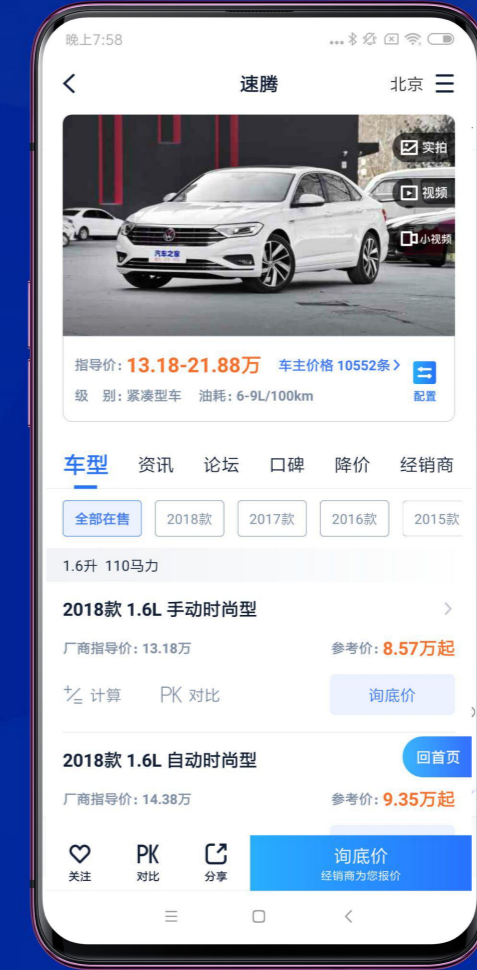 晚上7:58
速腾
北京
实拍
视频
小视频
汽车之家
指导价: 13.18-21.88万 车主价格 10552条
级 别: 紧凑型车 油耗: 6-9L/100km
配置
车型 资讯 论坛 口碑 降价 经销商
全部在售 2018款 2017款 2016款 2015款
1.6升 110马力
2018款 1.6L 手动时尚型
厂商指导价: 13.18万 参考价: 8.57万起
计算 PK 对比 询底价
2018款 1.6L 自动时尚型
回首页
厂商指导价: 14.38万 参考价: 9.35万起
PK
关注 对比 分享
询底价
经销商为您报价